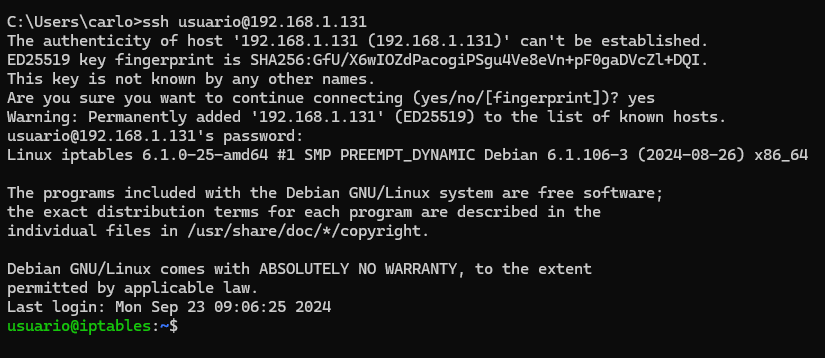 C:\Users\carlo>ssh usuario@192.168.1.131
The authenticity of host '192.168.1.131 (192.168.1.131)' can't be established.
ED25519 key fingerprint is SHA256:GfU/X6wIOZdPacogiPSgu4Ve8eVn+pF0gaDVcZl+DQI.
This key is not known by any other names.
Are you sure you want to continue connecting (yes/no/[fingerprint])? yes
Warning: Permanently added '192.168.1.131' (ED25519) to the list of known hosts.
usuario@192.168.1.131's password:
Linux iptables 6.1.0-25-amd64 #1 SMP PREEMPT_DYNAMIC Debian 6.1.106-3 (2024-08-26) x86_64
The programs included with the Debian GNU/Linux system are free software;
the exact distribution terms for each program are described in the
individual files in /usr/share/doc/*/copyright.
Debian GNU/Linux comes with ABSOLUTELY NO WARRANTY, to the extent
permitted by applicable law.
Last login: Mon Sep 23 09:06:25 2024
usuario@iptables:~$